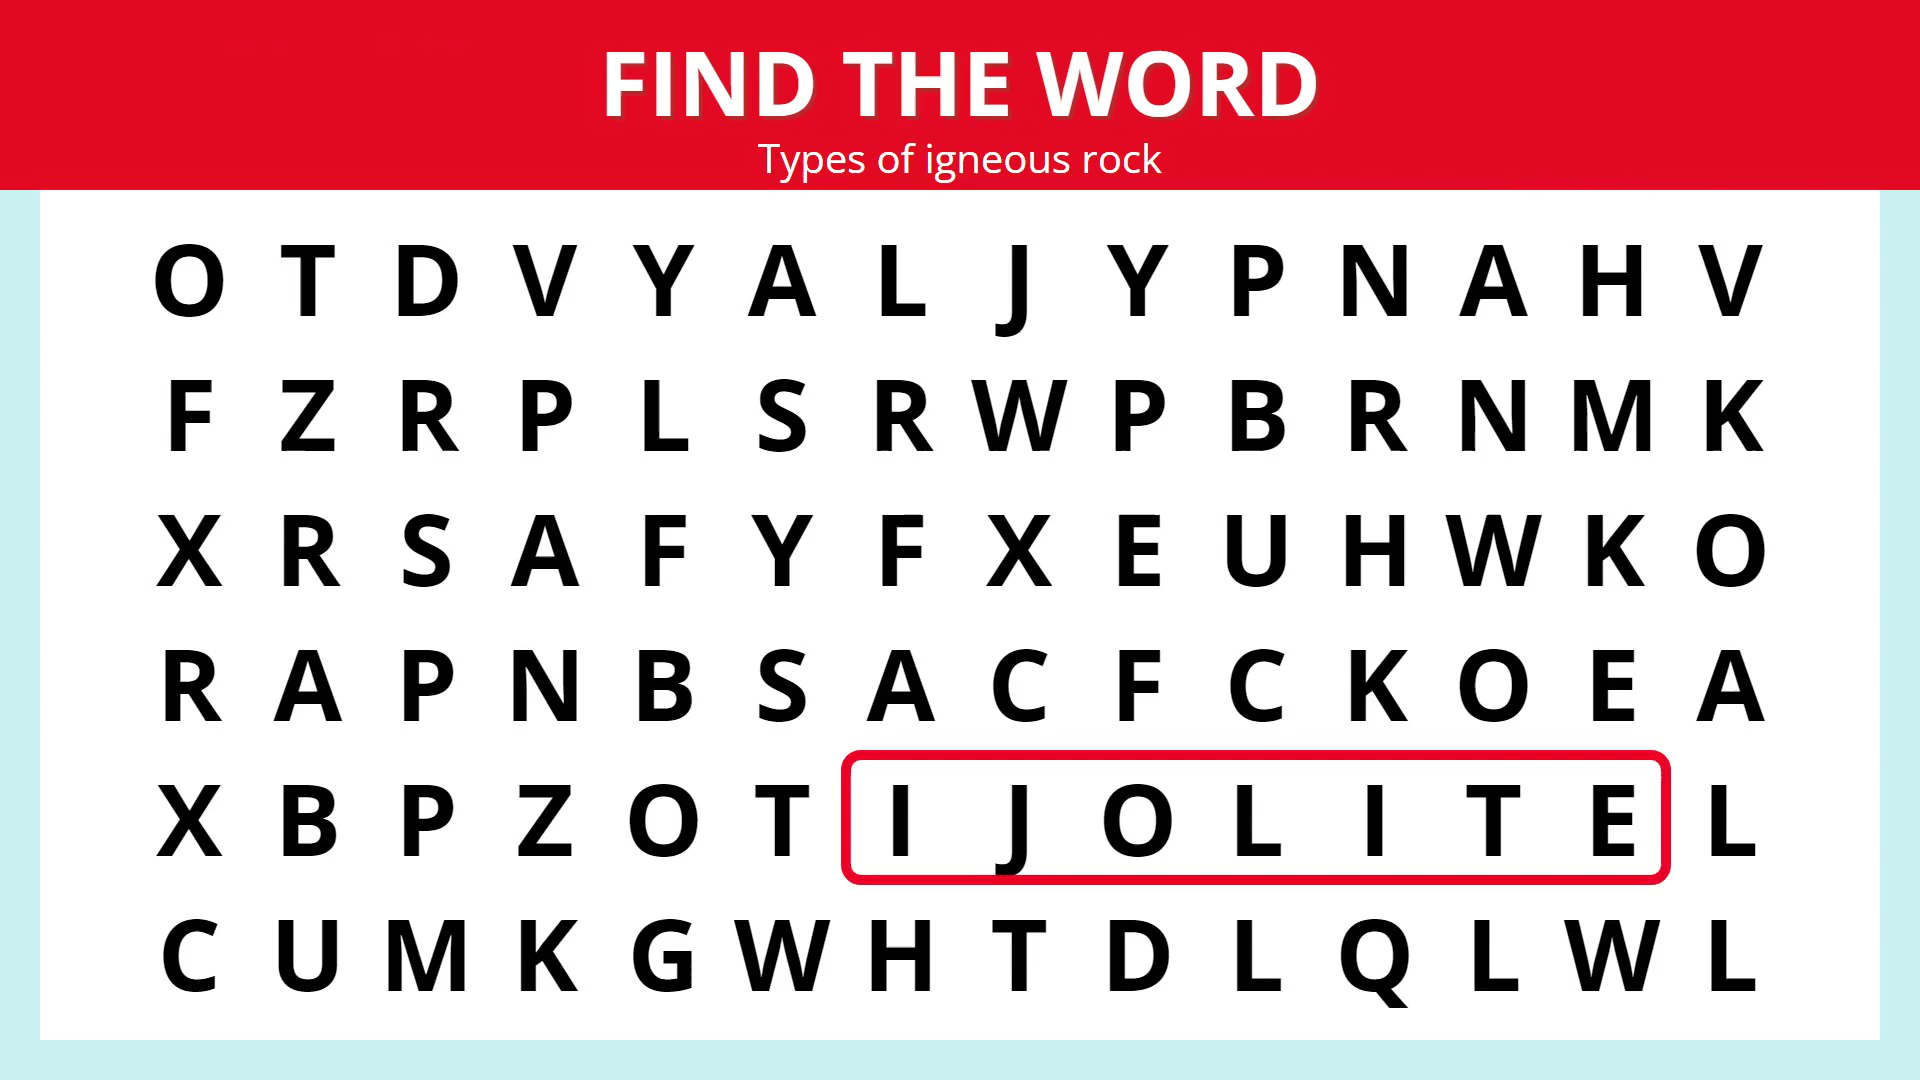 FIND THE WORD
Types of igneous rock
O T D V Y A L J Y P N A H V
F Z R P L S R W P B R N M K
X R S A F Y F X E U H W K O
R A P N B S A C F C K O E A
X B P Z O T I J O L I T E L
C U M K G W H T D L Q L W L